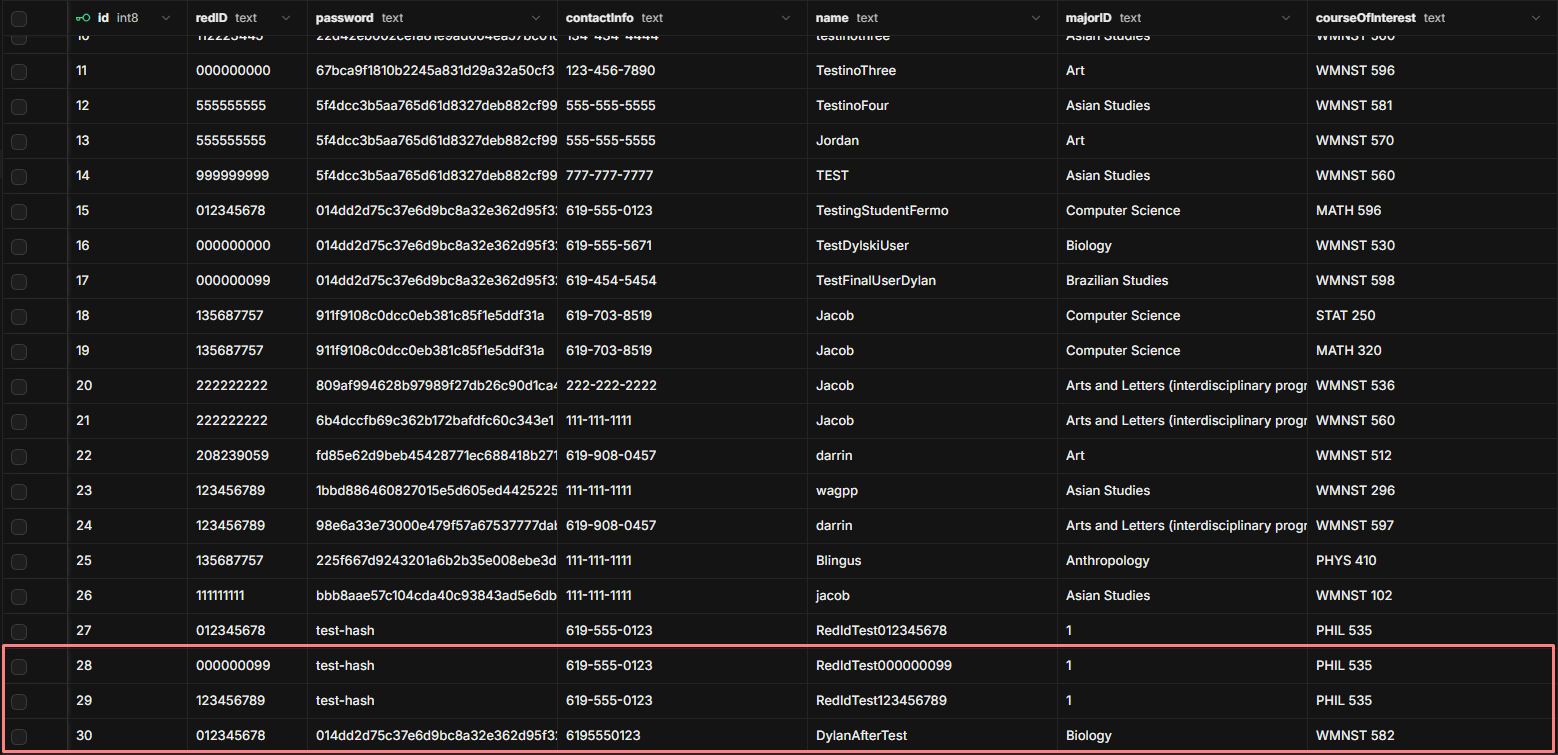 id int8 redID text password text contactInfo text name text majorID text courseOfInterest text
10 112223445 134-434-4444 testinothree Asian Studies WMNST 500
11 000000000 67bca9f1810b2245a831d29a32a50cf3 123-456-7890 TestinoThree Art WMNST 596
12 555555555 5f4dcc3b5aa765d61d8327deb882cf99 555-555-5555 TestinoFour Asian Studies WMNST 581
13 555555555 5f4dcc3b5aa765d61d8327deb882cf99 555-555-5555 Jordan Art WMNST 570
14 999999999 5f4dcc3b5aa765d61d8327deb882cf99 777-777-7777 TEST Asian Studies WMNST 560
15 012345678 014dd2d75c37e6d9bc8a32e362d95f32 619-555-0123 TestingStudentFermo Computer Science MATH 596
16 000000000 014dd2d75c37e6d9bc8a32e362d95f32 619-555-5671 TestDylskiUser Biology WMNST 530
17 000000099 014dd2d75c37e6d9bc8a32e362d95f32 619-454-5454 TestFinalUserDylan Brazilian Studies WMNST 598
18 135687757 911f9108c0dcc0eb381c85f1e5ddf31a 619-703-8519 Jacob Computer Science STAT 250
19 135687757 911f9108c0dcc0eb381c85f1e5ddf31a 619-703-8519 Jacob Computer Science MATH 320
20 222222222 809af994628b97989f27db26c90d1ca4 222-222-2222 Jacob Arts and Letters (interdisciplinary progr WMNST 536
21 222222222 6b4dccfb69c362b172bafdfc60c343e1 111-111-1111 Jacob Arts and Letters (interdisciplinary progr WMNST 560
22 208239059 fd85e62d9beb45428771ec688418b271 619-908-0457 darrin Art WMNST 512
23 123456789 1bbd886460827015e5d605ed4425225 111-111-1111 wagpp Asian Studies WMNST 296
24 123456789 98e6a33e73000e479f57a67537777dab 619-908-0457 darrin Arts and Letters (interdisciplinary progr WMNST 597
25 135687757 225f667d9243201a6b2b35e008ebe3d 111-111-1111 Blingus Anthropology PHYS 410
26 111111111 bbb8aae57c104cda40c93843ad5e6db 111-111-1111 jacob Asian Studies WMNST 102
27 012345678 test-hash 619-555-0123 RedIdTest012345678 1 PHIL 535
28 000000099 test-hash 619-555-0123 RedIdTest000000099 1 PHIL 535
29 123456789 test-hash 619-555-0123 RedIdTest123456789 1 PHIL 535
30 012345678 014dd2d75c37e6d9bc8a32e362d95f32 6195550123 DylanAfterTest Biology WMNST 582